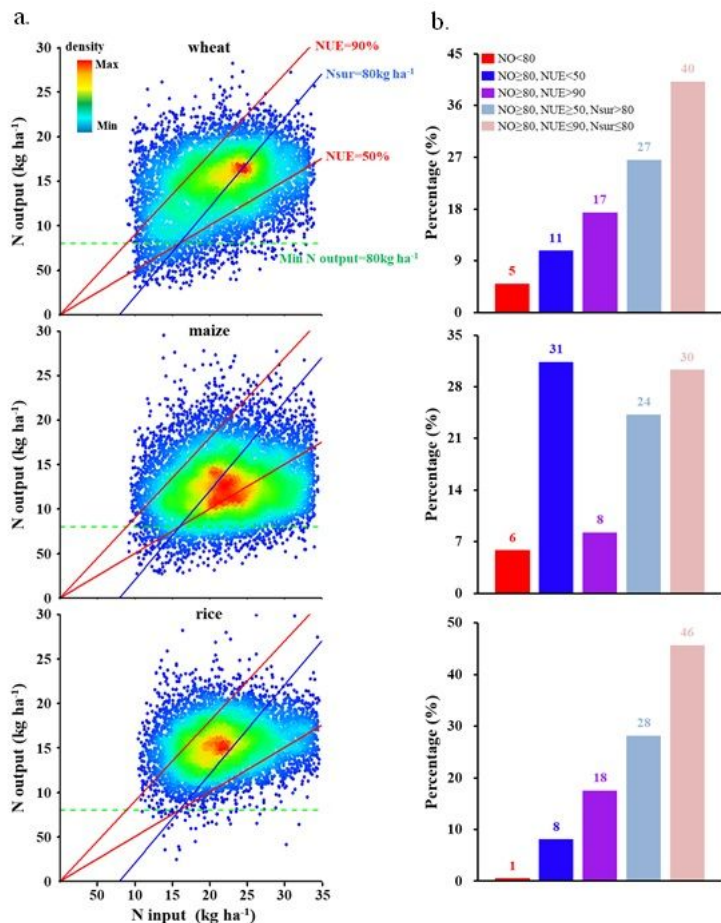 a.
wheat
density
Max
Min
NUE=90%
Nsur=80kg ha-1
NUE=50%
Min N output=80kg ha-1
N output (kg ha-1)
30
25
20
15
10
50
0
maize
N output (kg ha-1)
30
25
20
15
10
50
0
rice
N output (kg ha-1)
30
25
20
15
10
50
0
50 10 15 20 25 30 35
N input (kg ha-1)
b.
NO<80
NO≥80, NUE<50
NO≥80, NUE>90
NO≥80, NUE≥50, Nsur>80
NO≥80, NUE≤90, Nsur≤80
Percentage (%)
45
36
27
18
9
0
5 11 17 27 40
Percentage (%)
35
28
21
14
7
0
6 31 8 24 30
Percentage (%)
50
40
30
20
10
0
1 8 18 28 46